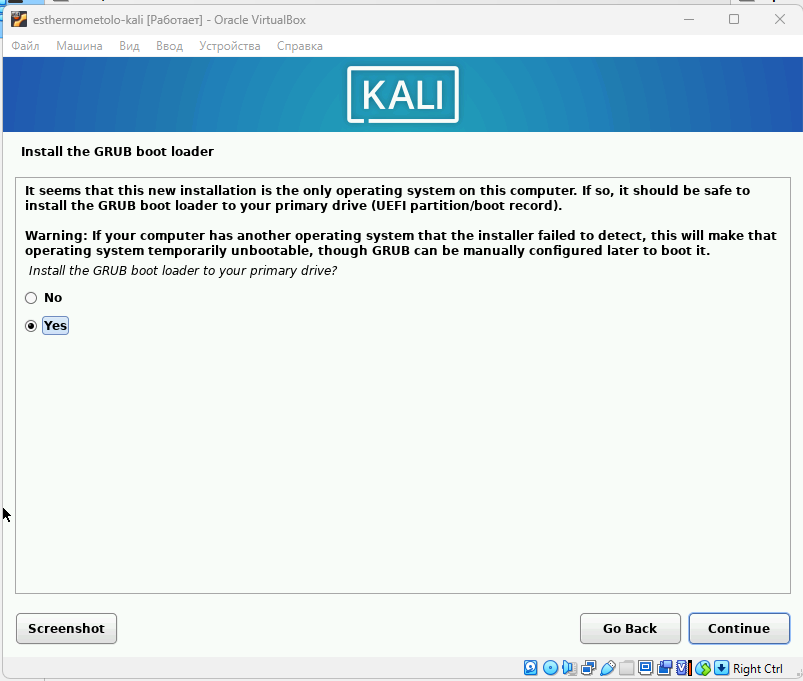 esthermometolo-kali [Работает] - Oracle VirtualBox
Файл Машина Вид Ввод Устройства Справка
KALI
Install the GRUB boot loader
It seems that this new installation is the only operating system on this computer. If so, it should be safe to
install the GRUB boot loader to your primary drive (UEFI partition/boot record).
Warning: If your computer has another operating system that the installer failed to detect, this will make that
operating system temporarily unbootable, though GRUB can be manually configured later to boot it.
Install the GRUB boot loader to your primary drive?
No
Yes
Screenshot Go Back Continue
Right Ctrl